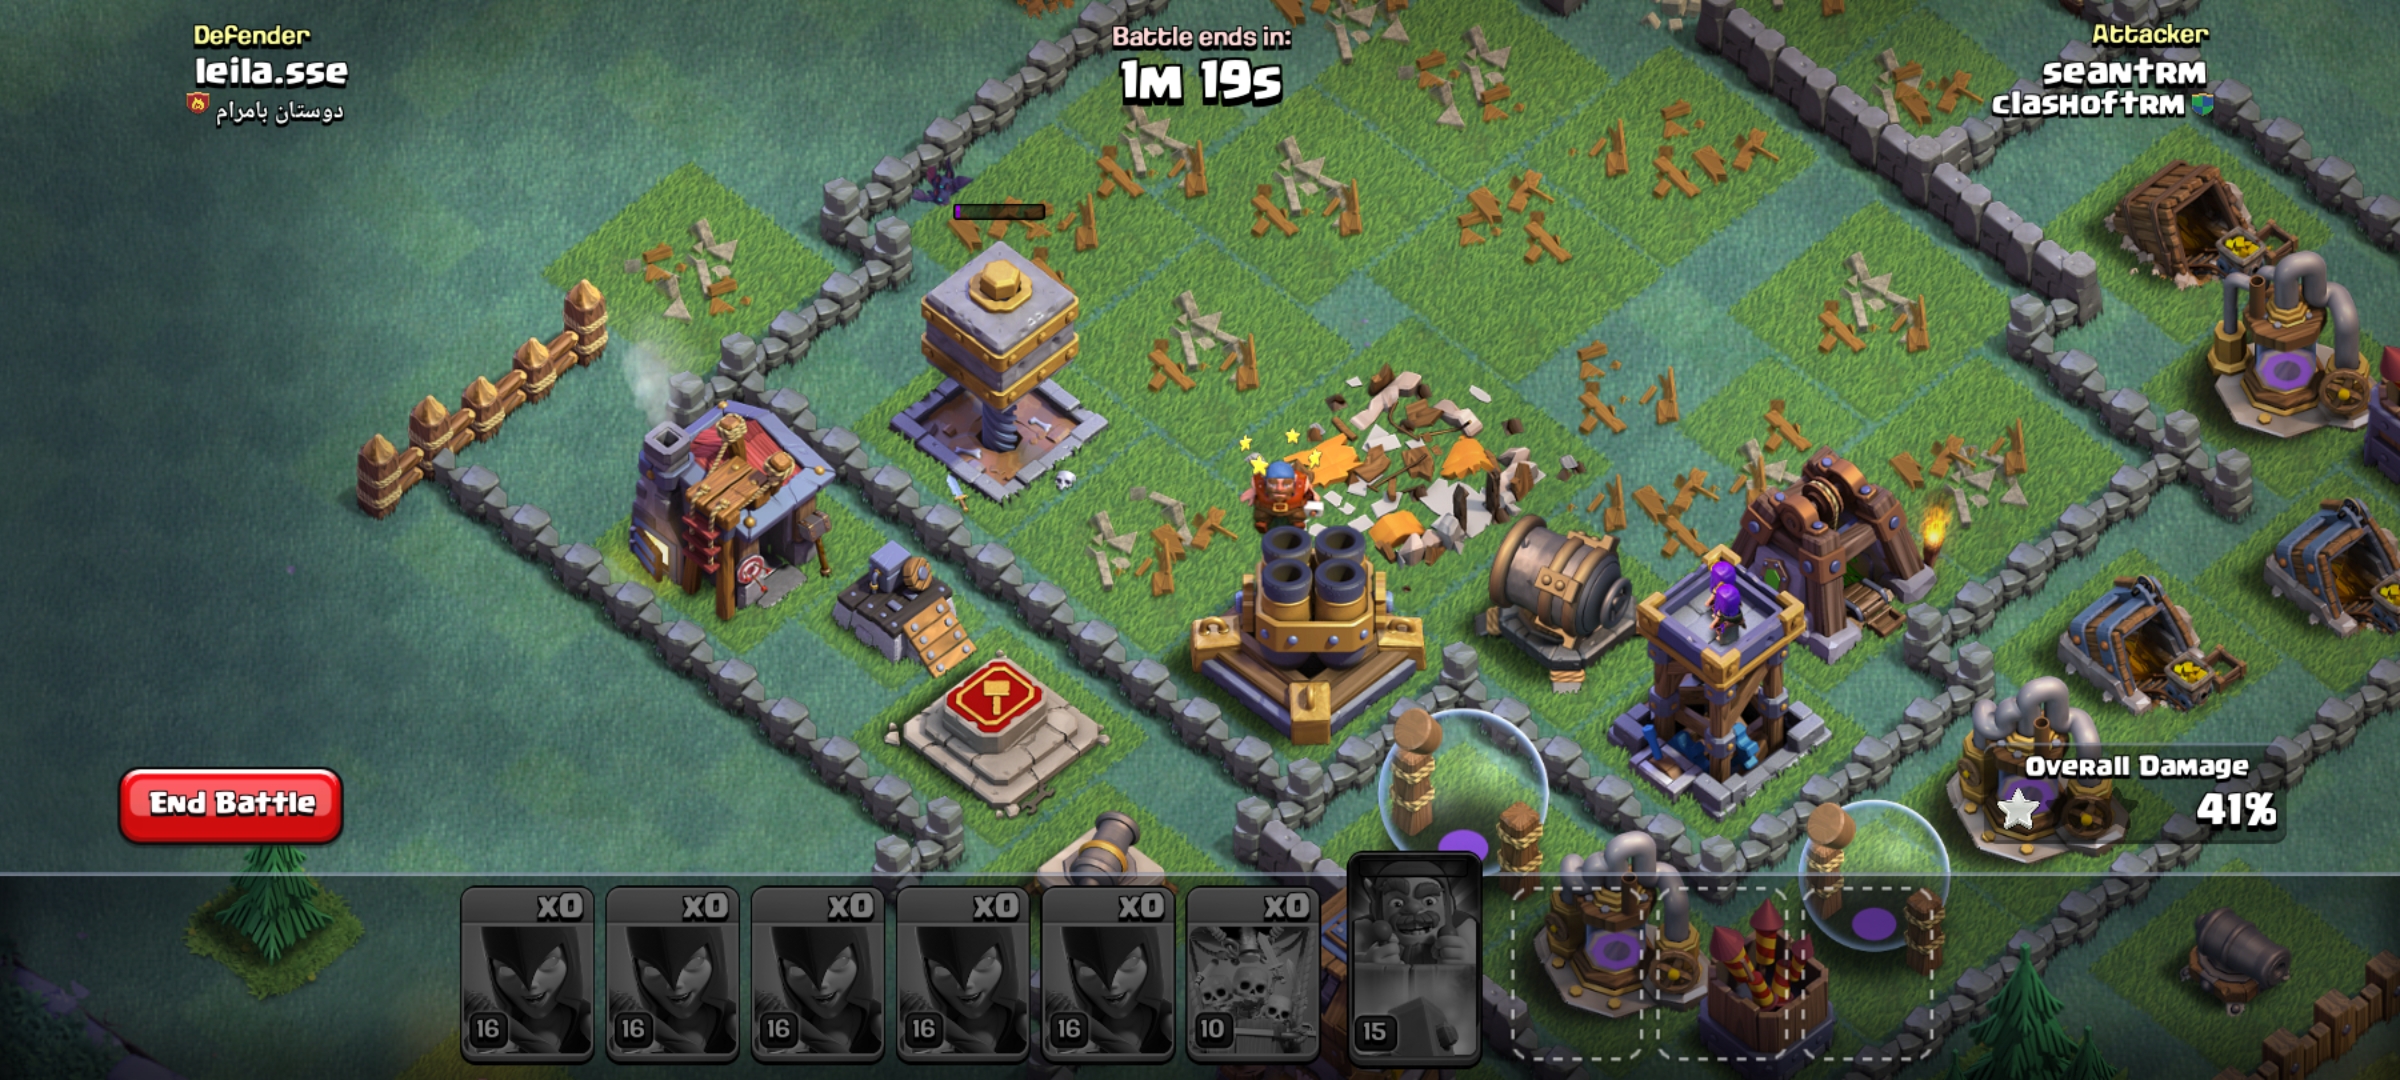 Defender
leila.sse
دوستان بامرام
Battle ends in:
1M 19s
Attacker
seantrm
clashoftrm
End Battle
Overall Damage
41%
x0
x0
x0
x0
x0
x0
16
16
16
16
16
10
15